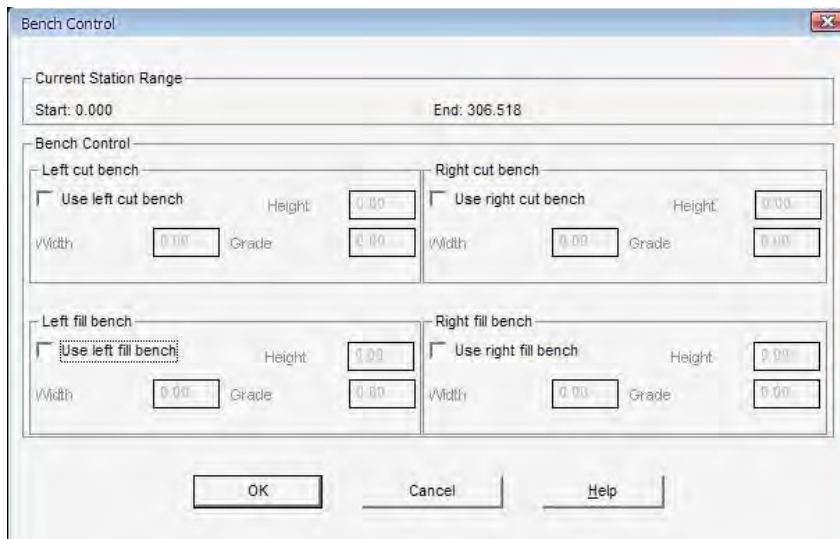 Bench Control
Current Station Range
Start: 0.000 End: 306.518
Bench Control
Left cut bench
Use left cut bench Height 0.00
Width 0.00 Grade 0.00
Right cut bench
Use right cut bench Height 0.00
Width 0.00 Grade 0.00
Left fill bench
Use left fill bench Height 0.00
Width 0.00 Grade 0.00
Right fill bench
Use right fill bench Height 0.00
Width 0.00 Grade 0.00
OK Cancel Help